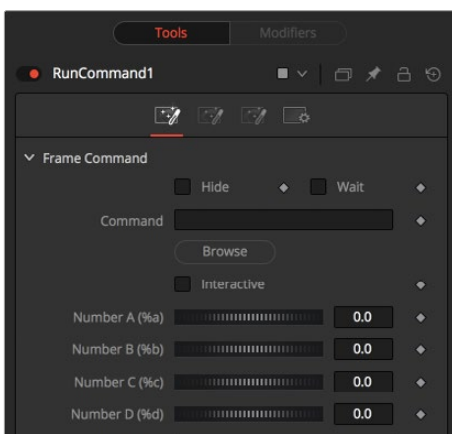 Tools Modifiers
RunCommand1
Frame Command
Hide Wait
Command
Browse
Interactive
Number A (%a) 0.0
Number B (%b) 0.0
Number C (%c) 0.0
Number D (%d) 0.0